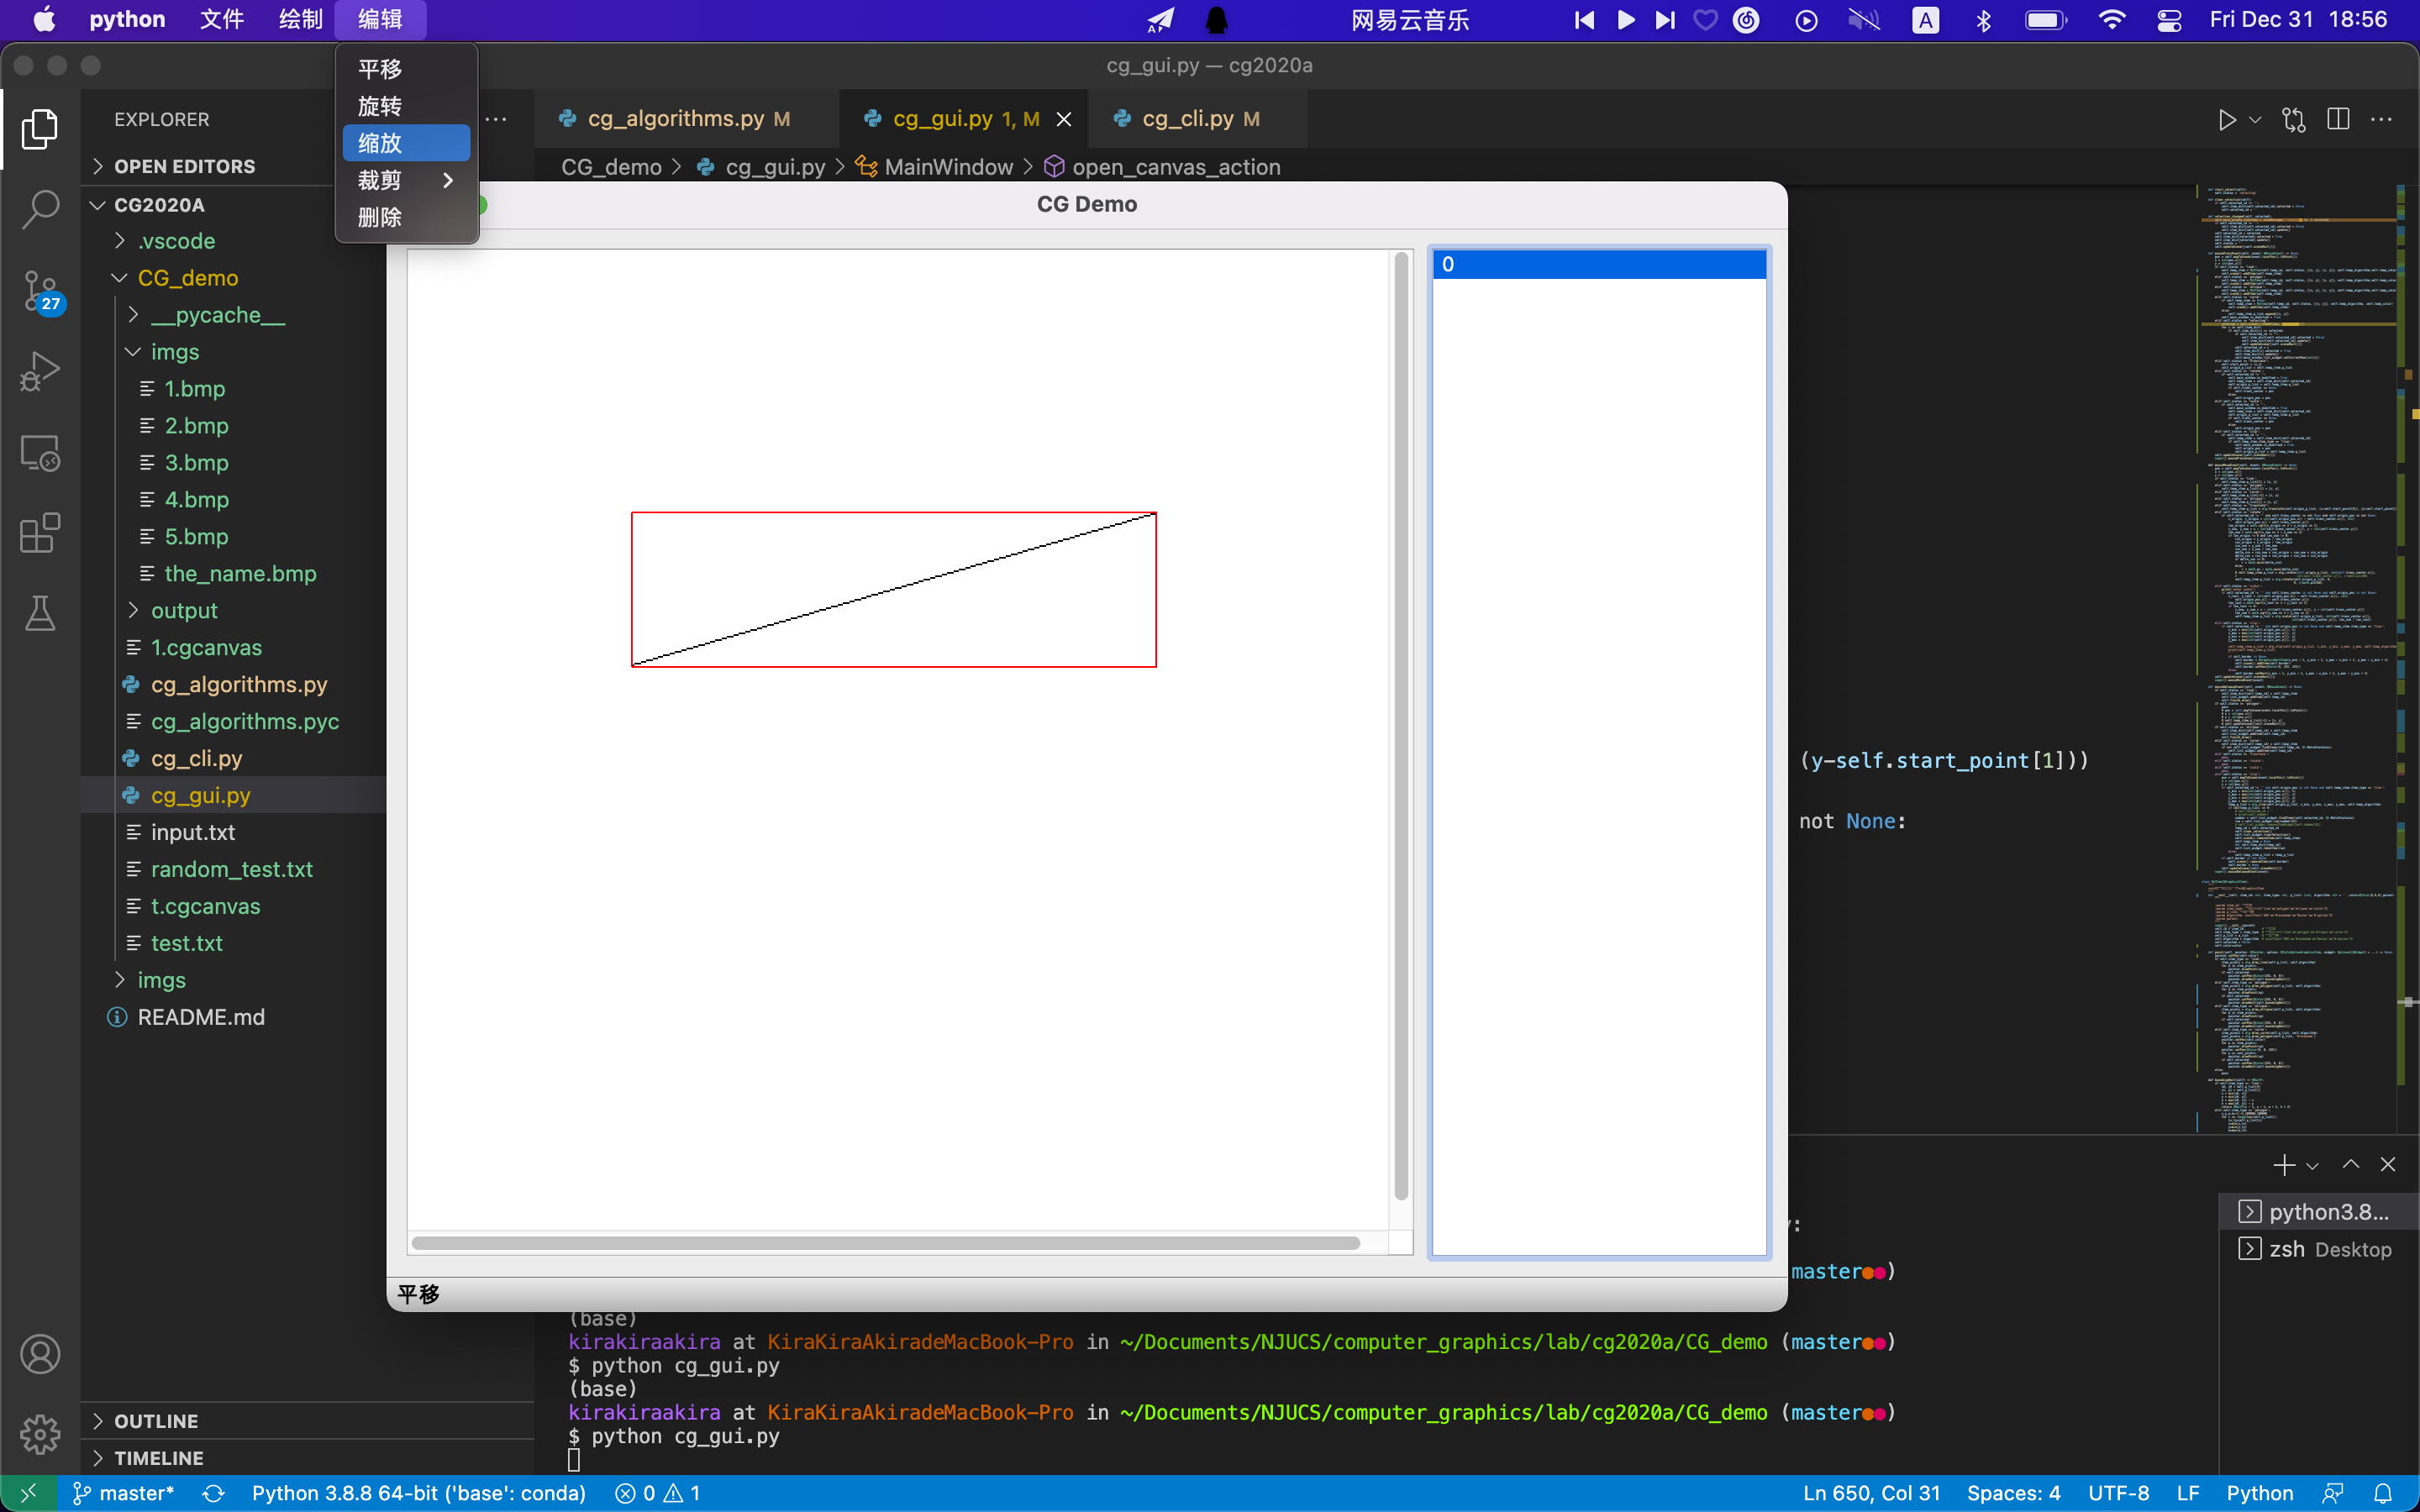 python 文件 绘制 编辑 网易云音乐 A Fri Dec 31 18:56
平移
旋转
缩放
裁剪
删除
cg_gui.py — cg2020a
EXPLORER
OPEN EDITORS
CG2020A
.vscode
CG_demo
__pycache__
imgs
1.bmp
2.bmp
3.bmp
4.bmp
5.bmp
the_name.bmp
output
1.cgcanvas
cg_algorithms.py
cg_algorithms.pyc
cg_cli.py
cg_gui.py
input.txt
random_test.txt
t.cgcanvas
test.txt
imgs
README.md
OUTLINE
TIMELINE
27
cg_algorithms.py M cg_gui.py 1, M cg_cli.py M
CG_demo > cg_gui.py > MainWindow > open_canvas_action
CG Demo
0
平移
(y-self.start_point[1]))
not None:
:
master)
(base)
kirakiraakira at KiraKiraAkiradeMacBook-Pro in ~/Documents/NJUCS/computer_graphics/lab/cg2020a/CG_demo (master)
$ python cg_gui.py
(base)
kirakiraakira at KiraKiraAkiradeMacBook-Pro in ~/Documents/NJUCS/computer_graphics/lab/cg2020a/CG_demo (master)
$ python cg_gui.py
python3.8...
zsh Desktop
master* Python 3.8.8 64-bit ('base': conda) 0 1 Ln 650, Col 31 Spaces: 4 UTF-8 LF Python